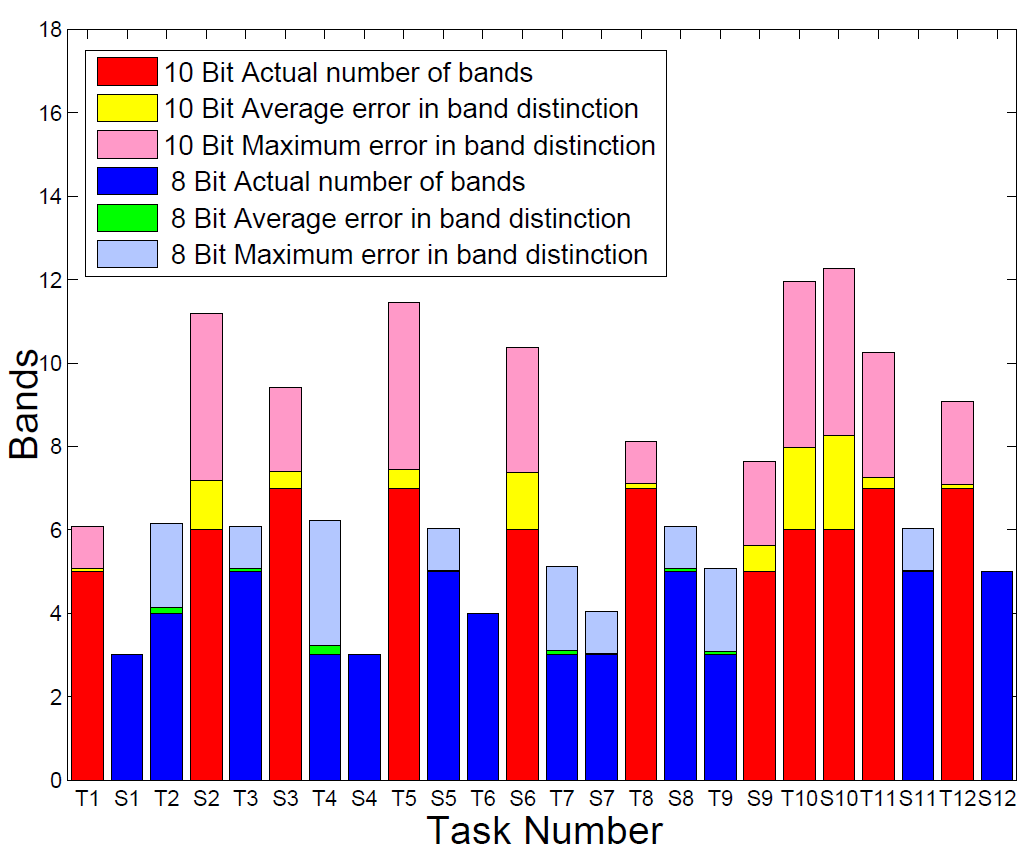 18
16
14
12
10
8
6
4
2
0
Bands
10 Bit Actual number of bands
10 Bit Average error in band distinction
10 Bit Maximum error in band distinction
8 Bit Actual number of bands
8 Bit Average error in band distinction
8 Bit Maximum error in band distinction
T1 S1 T2 S2 T3 S3 T4 S4 T5 S5 T6 S6 T7 S7 T8 S8 T9 S9 T10 S10 T11 S11 T12 S12
Task Number